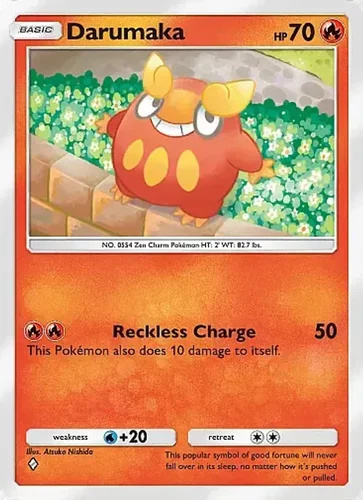 BASIC
Darumaka
HP 70
NO. 0554 Zen Charm Pokémon HT: 2' WT: 82.7 lbs.
Reckless Charge 50
This Pokémon also does 10 damage to itself.
weakness +20 retreat
Illus. Atsuko Nishida
This popular symbol of good fortune will never
fall over in its sleep, no matter how it's pushed
or pulled.